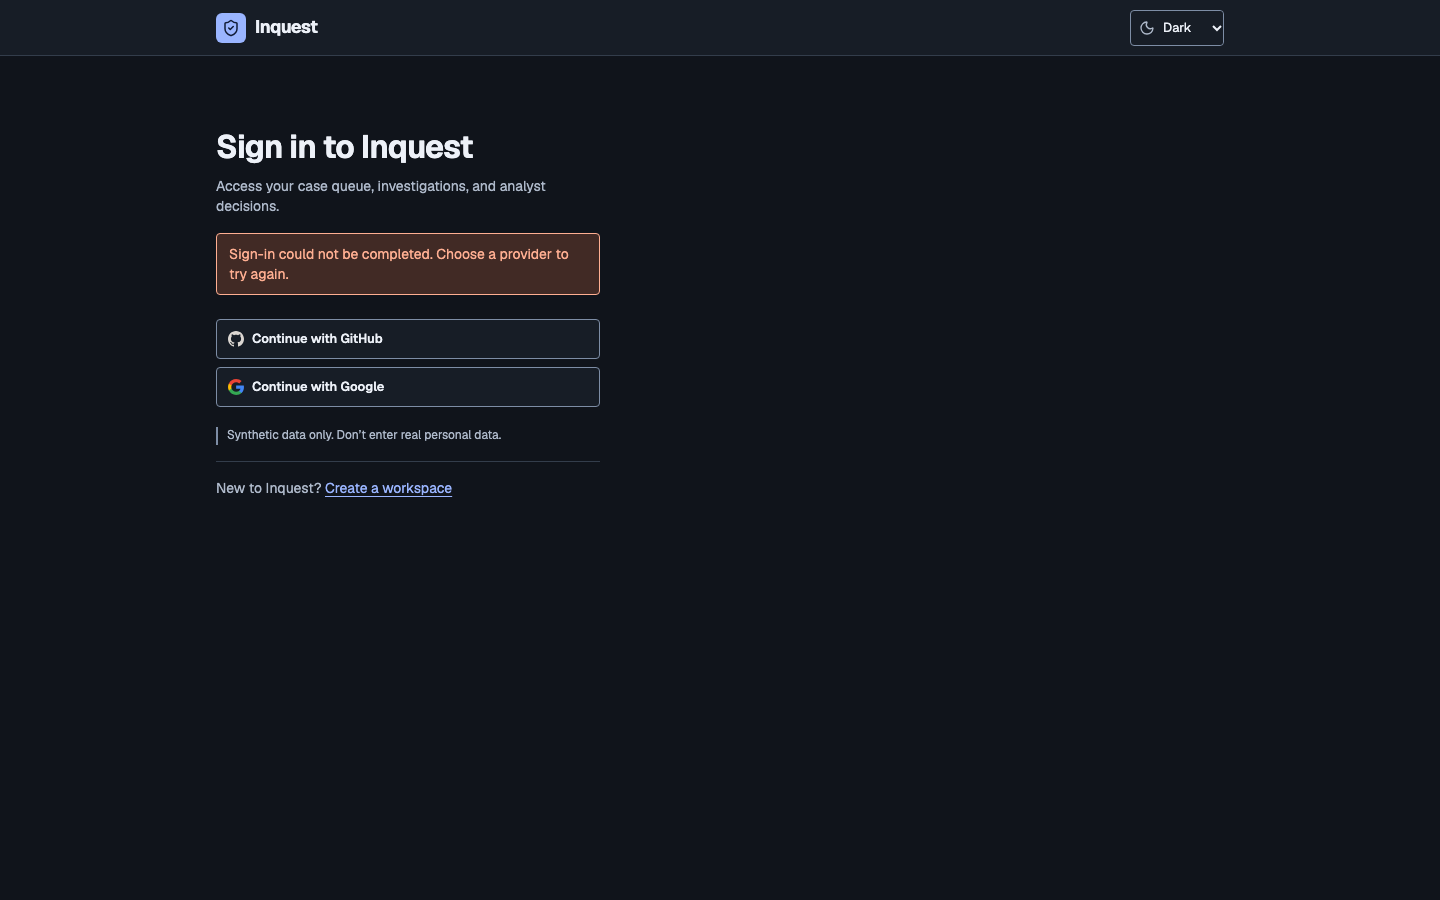 Inquest
Dark
Sign in to Inquest
Access your case queue, investigations, and analyst
decisions.
Sign-in could not be completed. Choose a provider to
try again.
Continue with GitHub
Continue with Google
Synthetic data only. Don't enter real personal data.
New to Inquest? Create a workspace